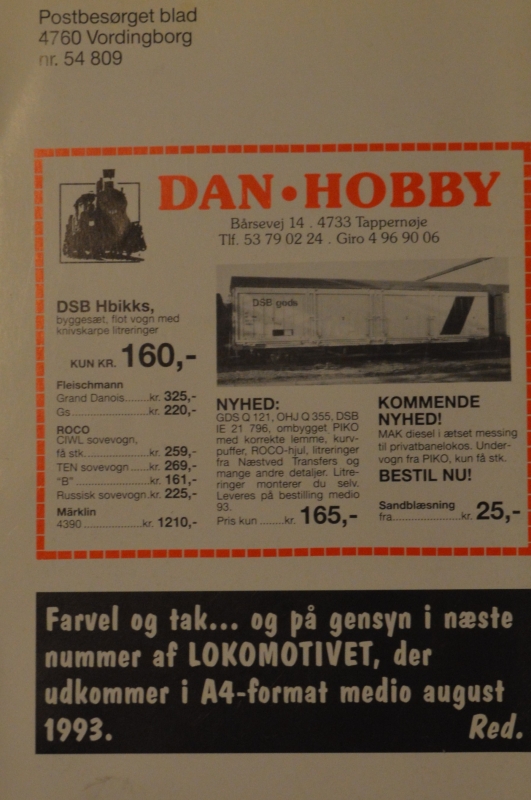 Postbesørget blad
4760 Vordingborg
nr. 54 809
DAN•HOBBY
Bårsevej 14 . 4733 Tappernøje
Tlf. 53 79 02 24 . Giro 4 96 90 06
DSB gods
DSB Hbikks,
byggesæt, flot vogn med
knivskarpe litreringer
KUN KR. 160,-
Fleischmann
Grand Danois.......kr. 325,-
Gs.....................kr. 220,-
ROCO
CIWL sovevogn,
få stk..................kr. 259,-
TEN sovevogn .....kr. 269,-
"B" .....................kr. 161,-
Russisk sovevogn.kr. 225,-
Märklin
4390 ...............kr. 1210,-
NYHED:
GDS Q 121, OHJ Q 355, DSB
IE 21 796, ombygget PIKO
med korrekte lemme, kurv-
puffer, ROCO-hjul, litreringer
fra Næstved Transfers og
mange andre detaljer. Litre-
ringer monterer du selv.
Leveres på bestilling medio
93.
Pris kun ........kr. 165,-
KOMMENDE
NYHED!
MAK diesel i ætset messing
til privatbanelokos. Under-
vogn fra PIKO, kun få stk.
BESTIL NU!
Sandblæsning
fra....................kr. 25,-
Farvel og tak... og på gensyn i næste
nummer af LOKOMOTIVET, der
udkommer i A4-format medio august
1993. Red.